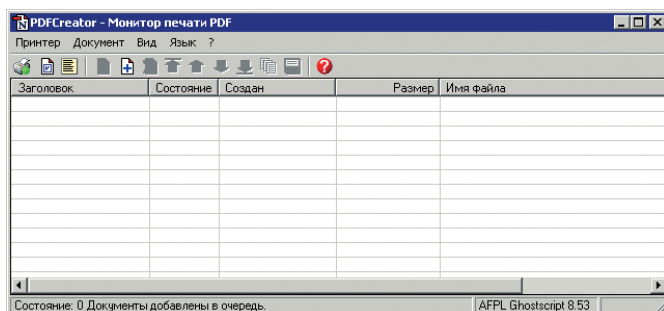 PDFCreator - Монитор печати PDF
Принтер Документ Вид Язык ?
Заголовок Состояние Создан Размер Имя файла
Состояние: 0 Документы добавлены в очередь. AFPL Ghostscript 8.53